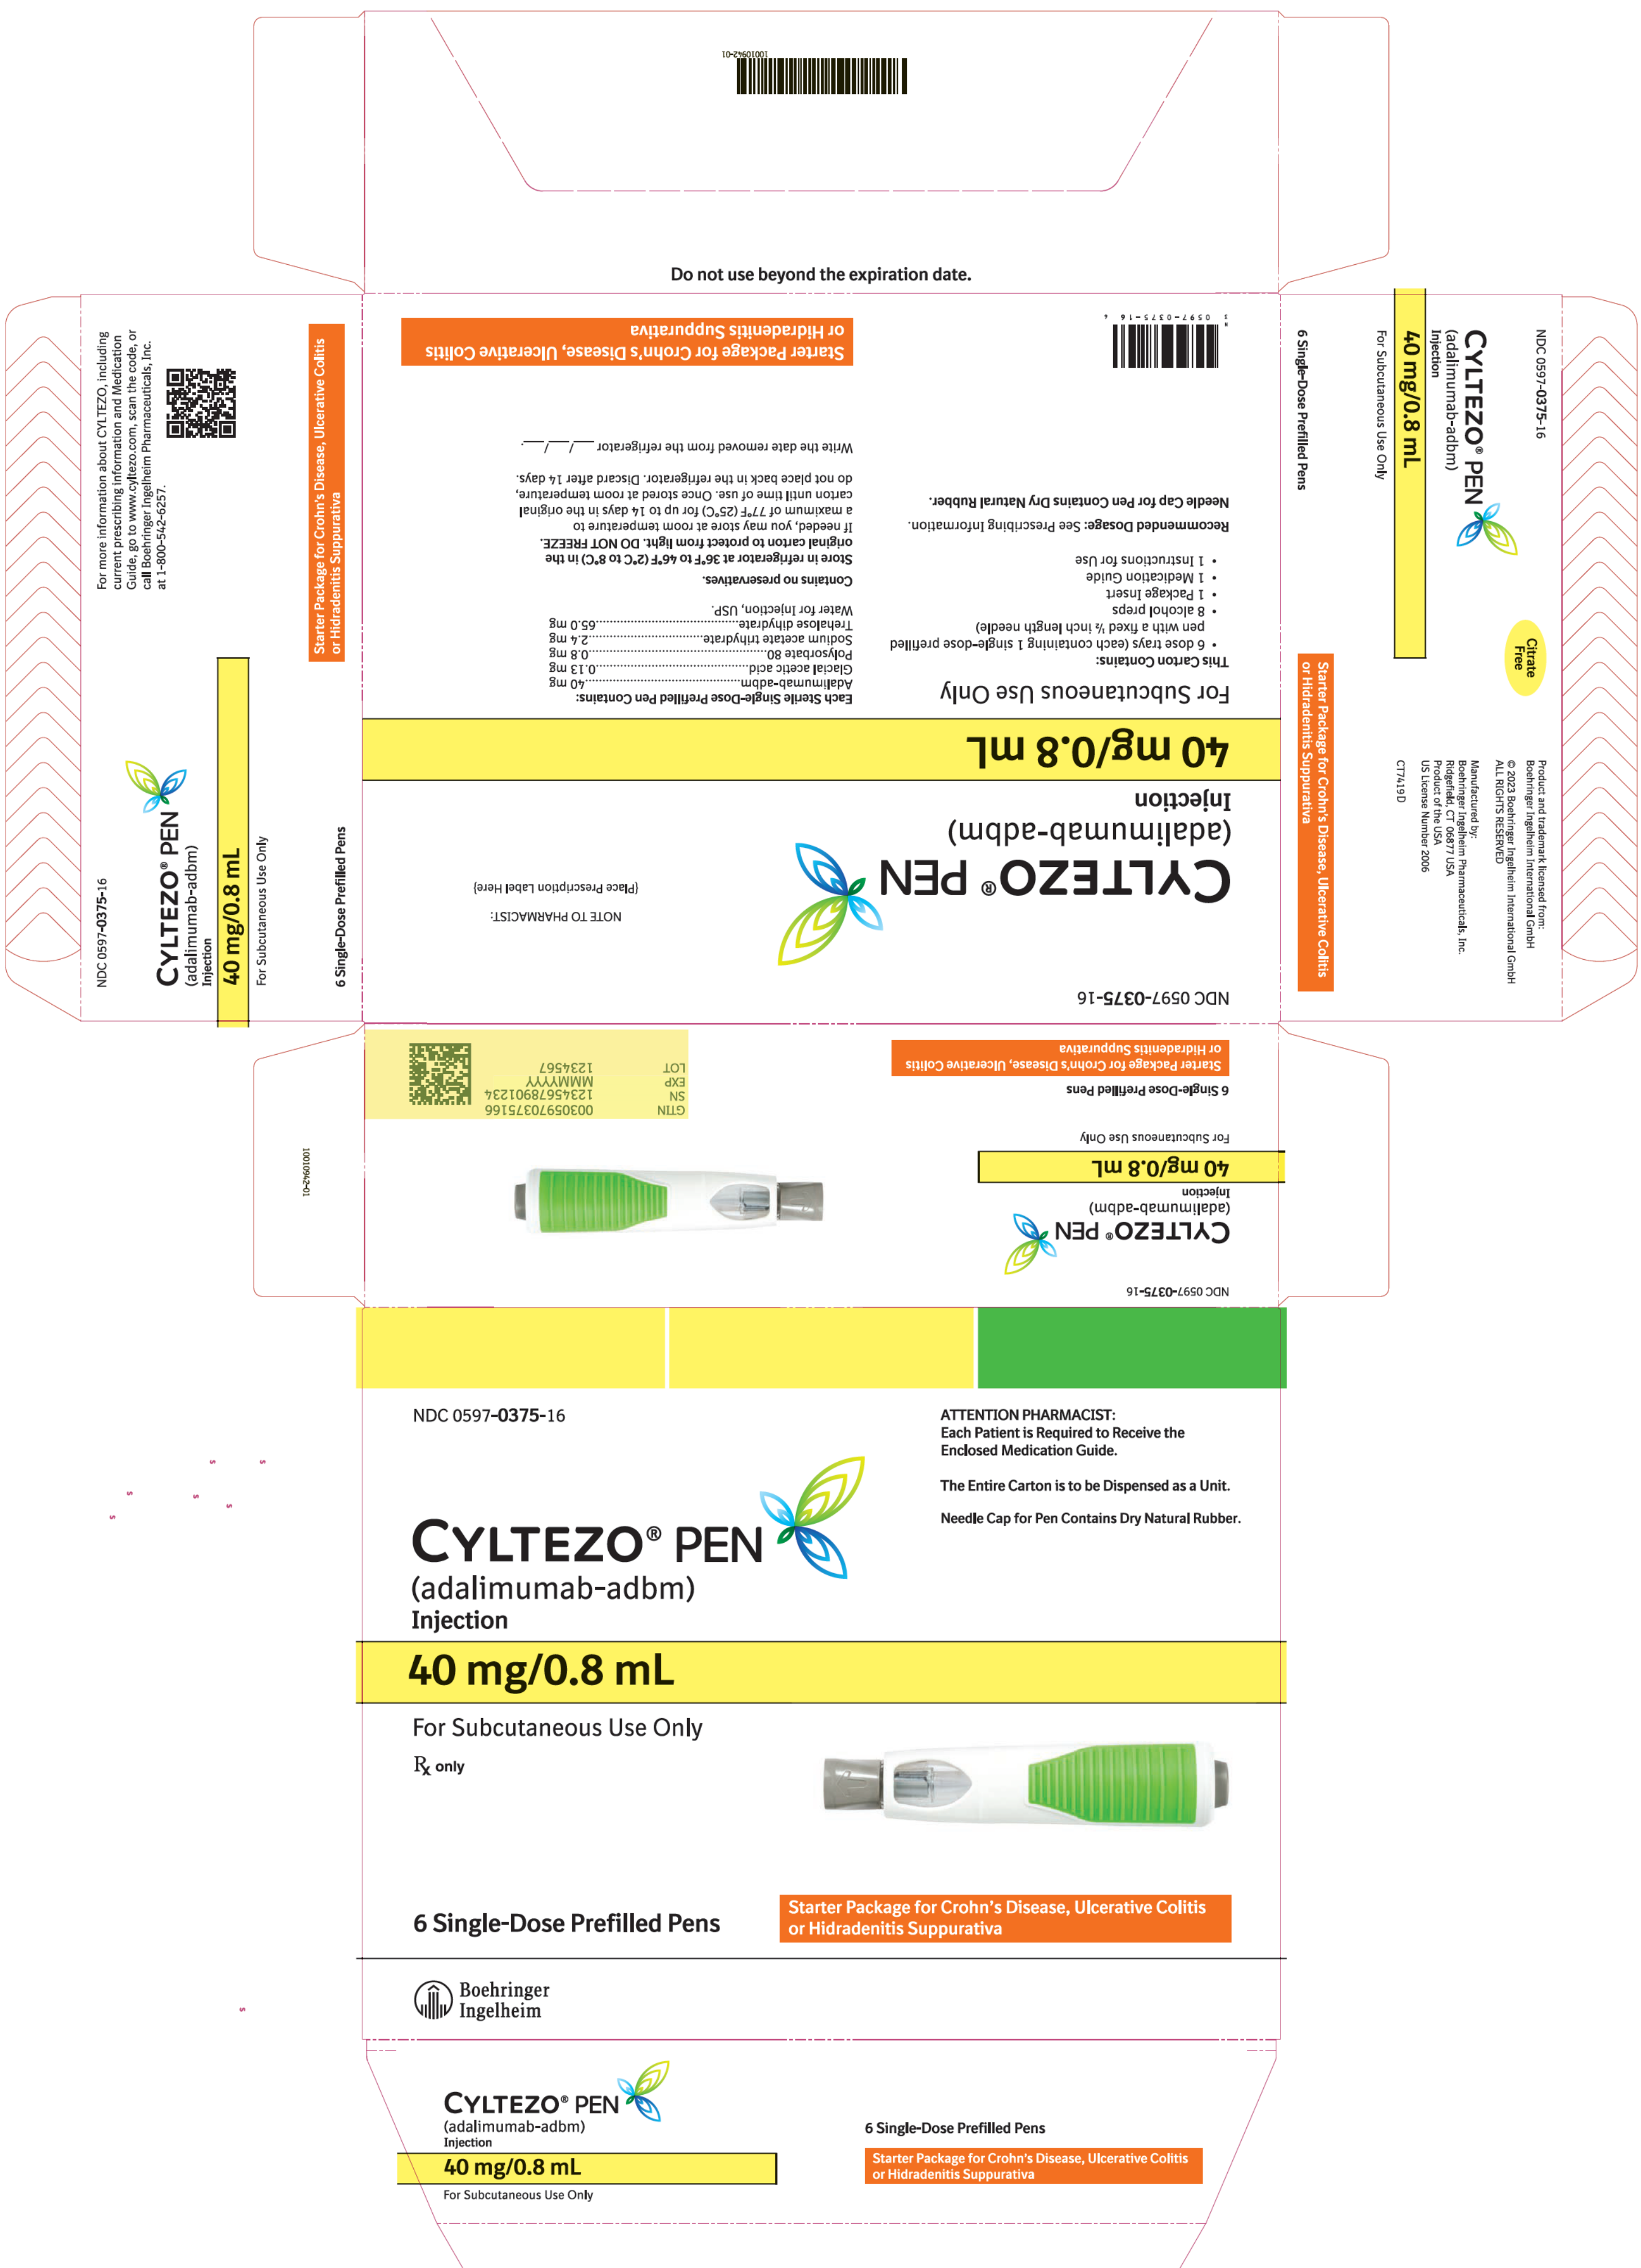 10010942-01
Do not use beyond the expiration date.
For more information about CYLTEZO, including
current prescribing information and Medication
Guide, go to www.cyltezo.com, scan the code, or
call Boehringer Ingelheim Pharmaceuticals, Inc.
at 1-800-542-6257.
Starter Package for Crohn's Disease, Ulcerative Colitis
or Hidradenitis Suppurativa
NDC 0597-0375-16
CYLTEZO® PEN
(adalimumab-adbm)
Injection
40 mg/0.8 mL
For Subcutaneous Use Only
6 Single-Dose Prefilled Pens
NDC 0597-0375-16
CYLTEZO® PEN
(adalimumab-adbm)
Injection
40 mg/0.8 mL
For Subcutaneous Use Only
This Carton Contains:
• 6 dose trays (each containing 1 single-dose prefilled
pen with a fixed ½ inch length needle)
• 8 alcohol preps
• 1 Package Insert
• 1 Medication Guide
• 1 Instructions for Use
Recommended Dosage: See Prescribing Information.
Needle Cap for Pen Contains Dry Natural Rubber.
N
3 0597-0375-16 6
NOTE TO PHARMACIST:
{Place Prescription Label Here}
Each Sterile Single-Dose Prefilled Pen Contains:
Adalimumab-adbm..........40 mg
Glacial acetic acid..........0.13 mg
Polysorbate 80..........0.8 mg
Sodium acetate trihydrate..........2.4 mg
Trehalose dihydrate..........65.0 mg
Water for Injection, USP.
Contains no preservatives.
Store in refrigerator at 36°F to 46°F (2°C to 8°C) in the
original carton to protect from light. DO NOT FREEZE.
If needed, you may store at room temperature to
a maximum of 77°F (25°C) for up to 14 days in the original
carton until time of use. Once stored at room temperature,
do not place back in the refrigerator. Discard after 14 days.
Write the date removed from the refrigerator ___/___/___.
Starter Package for Crohn's Disease, Ulcerative Colitis
or Hidradenitis Suppurativa
NDC 0597-0375-16
CYLTEZO® PEN
(adalimumab-adbm)
Injection
40 mg/0.8 mL
For Subcutaneous Use Only
6 Single-Dose Prefilled Pens
Citrate
Free
Starter Package for Crohn's Disease, Ulcerative Colitis
or Hidradenitis Suppurativa
Product and trademark licensed from:
Boehringer Ingelheim International GmbH
© 2023 Boehringer Ingelheim International GmbH
ALL RIGHTS RESERVED
Manufactured by:
Boehringer Ingelheim Pharmaceuticals, Inc.
Ridgefield, CT 06877 USA
Product of the USA
US License Number 2006
CT7419D
10010942-01
NDC 0597-0375-16
CYLTEZO® PEN
(adalimumab-adbm)
Injection
40 mg/0.8 mL
For Subcutaneous Use Only
6 Single-Dose Prefilled Pens
Starter Package for Crohn's Disease, Ulcerative Colitis
or Hidradenitis Suppurativa
GTIN 00305970375166
SN 12345678901234
EXP MMMYYYY
LOT 1234567
NDC 0597-0375-16
CYLTEZO® PEN
(adalimumab-adbm)
Injection
40 mg/0.8 mL
For Subcutaneous Use Only
Rx only
ATTENTION PHARMACIST:
Each Patient is Required to Receive the
Enclosed Medication Guide.
The Entire Carton is to be Dispensed as a Unit.
Needle Cap for Pen Contains Dry Natural Rubber.
6 Single-Dose Prefilled Pens
Starter Package for Crohn's Disease, Ulcerative Colitis
or Hidradenitis Suppurativa
Boehringer
Ingelheim
CYLTEZO® PEN
(adalimumab-adbm)
Injection
40 mg/0.8 mL
For Subcutaneous Use Only
6 Single-Dose Prefilled Pens
Starter Package for Crohn's Disease, Ulcerative Colitis
or Hidradenitis Suppurativa